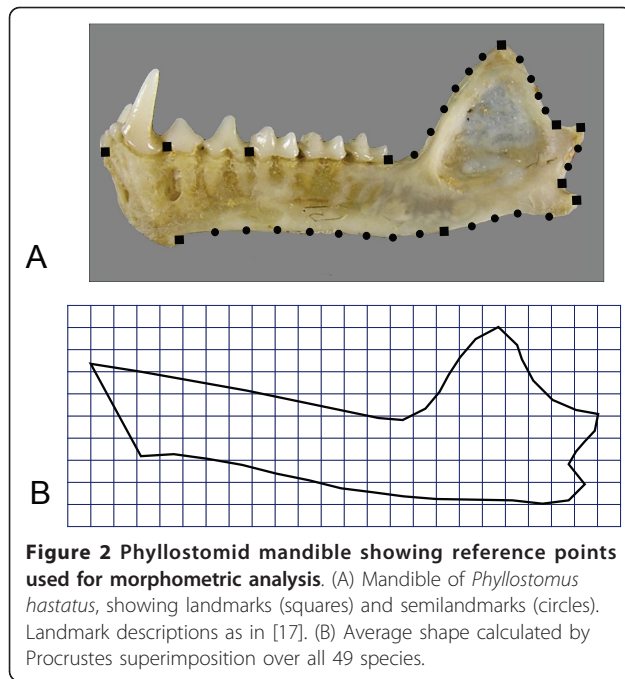 A
B
Figure 2 Phyllostomid mandible showing reference points
used for morphometric analysis. (A) Mandible of Phyllostomus
hastatus, showing landmarks (squares) and semilandmarks (circles).
Landmark descriptions as in [17]. (B) Average shape calculated by
Procrustes superimposition over all 49 species.